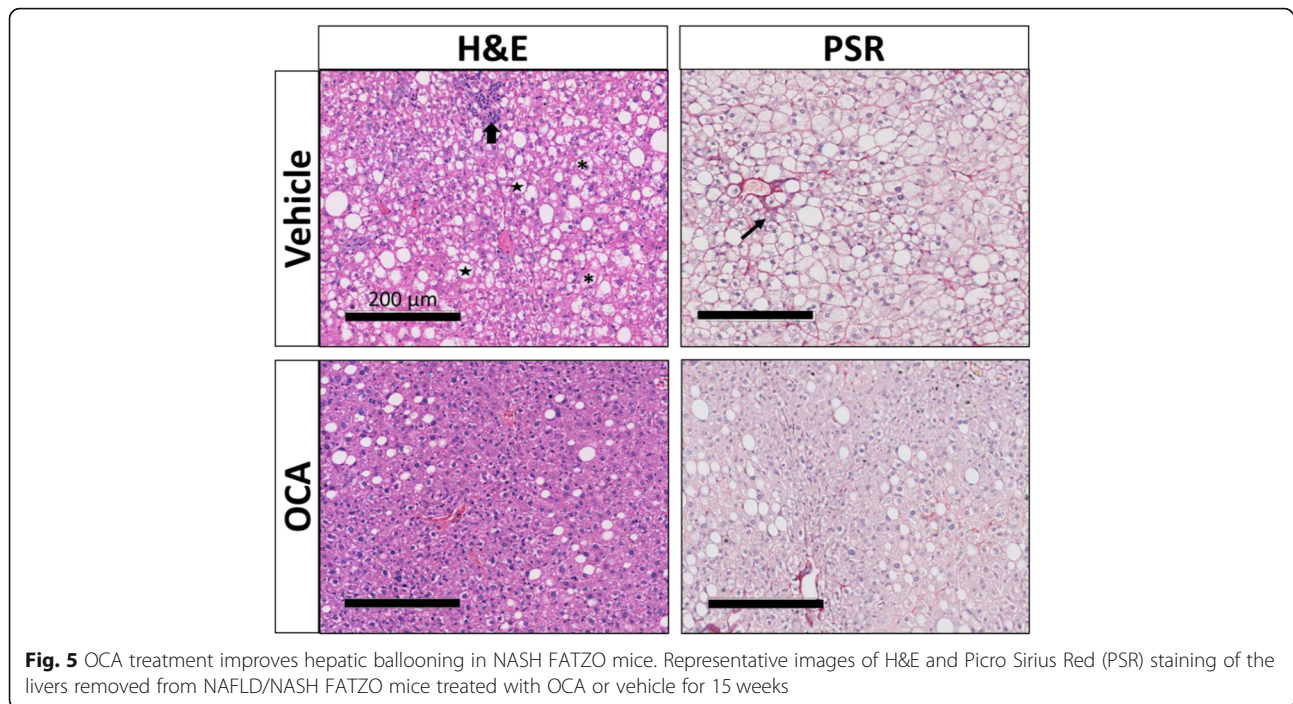 H&E
PSR
Vehicle
200 µm
OCA
Fig. 5 OCA treatment improves hepatic ballooning in NASH FATZO mice. Representative images of H&E and Picro Sirius Red (PSR) staining of the
livers removed from NAFLD/NASH FATZO mice treated with OCA or vehicle for 15 weeks